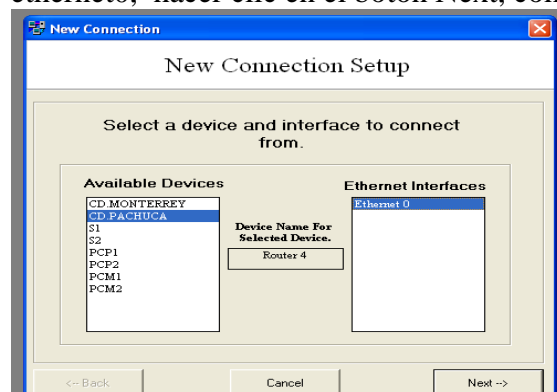 ethernet0, hacer clic en el botón Next, con
New Connection
New Connection Setup
Select a device and interface to connect
from.
Available Devices
CD.MONTERREY
CD.PACHUCA
S1
S2
PCP1
PCP2
PCM1
PCM2
Device Name For
Selected Device.
Router 4
Ethernet Interfaces
Ethernet 0
<-- Back
Cancel
Next -->